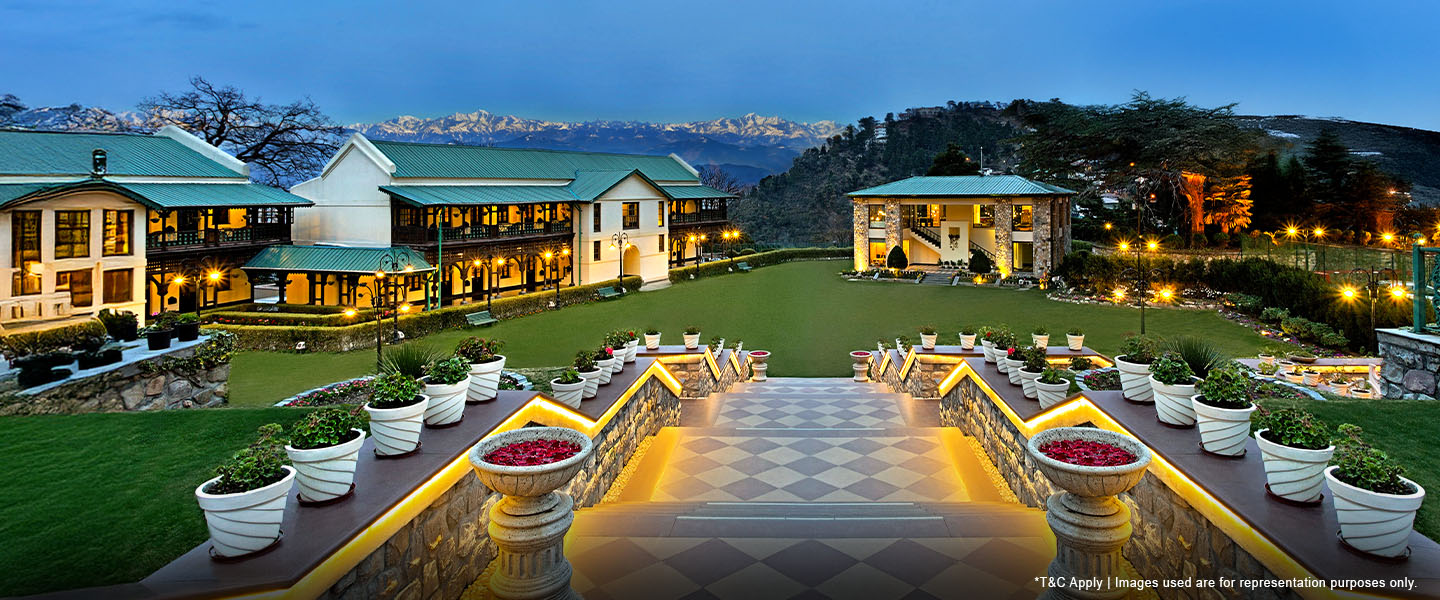 *T&C Apply | Images used are for representation purposes only.